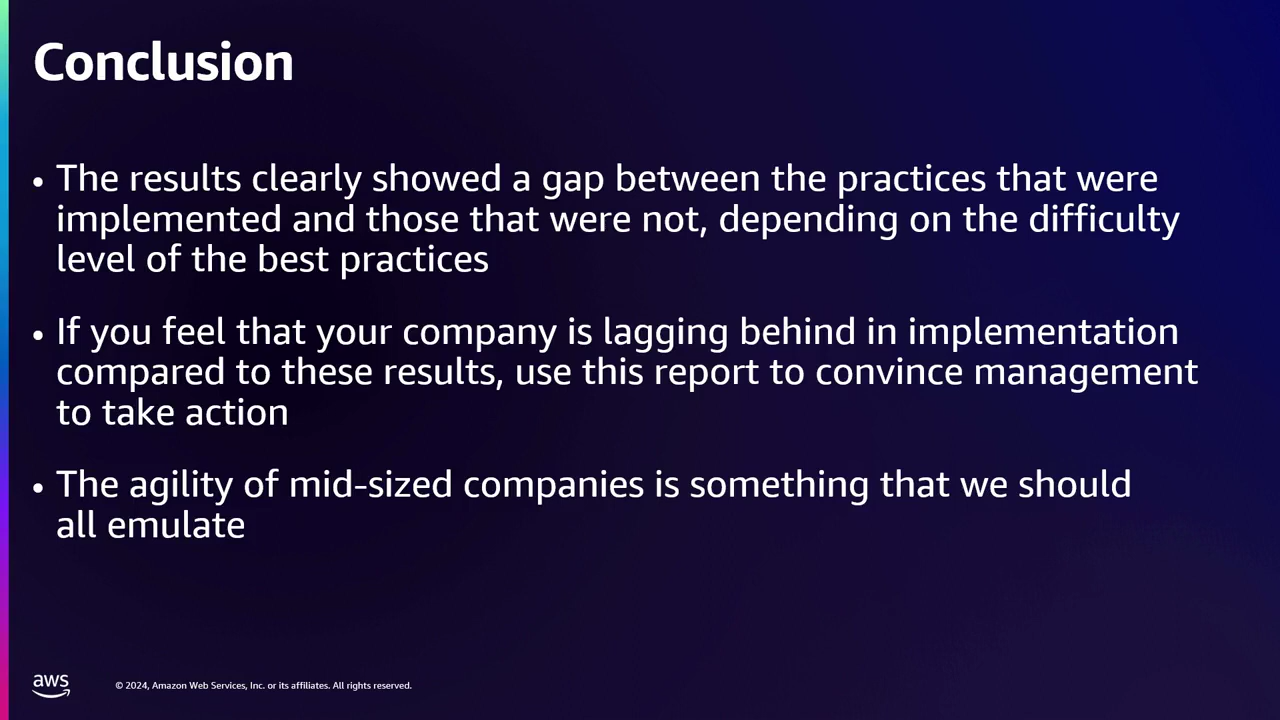 Conclusion
• The results clearly showed a gap between the practices that were
implemented and those that were not, depending on the difficulty
level of the best practices
• If you feel that your company is lagging behind in implementation
compared to these results, use this report to convince management
to take action
• The agility of mid-sized companies is something that we should
all emulate
aws
© 2024, Amazon Web Services, Inc. or its affiliates. All rights reserved.